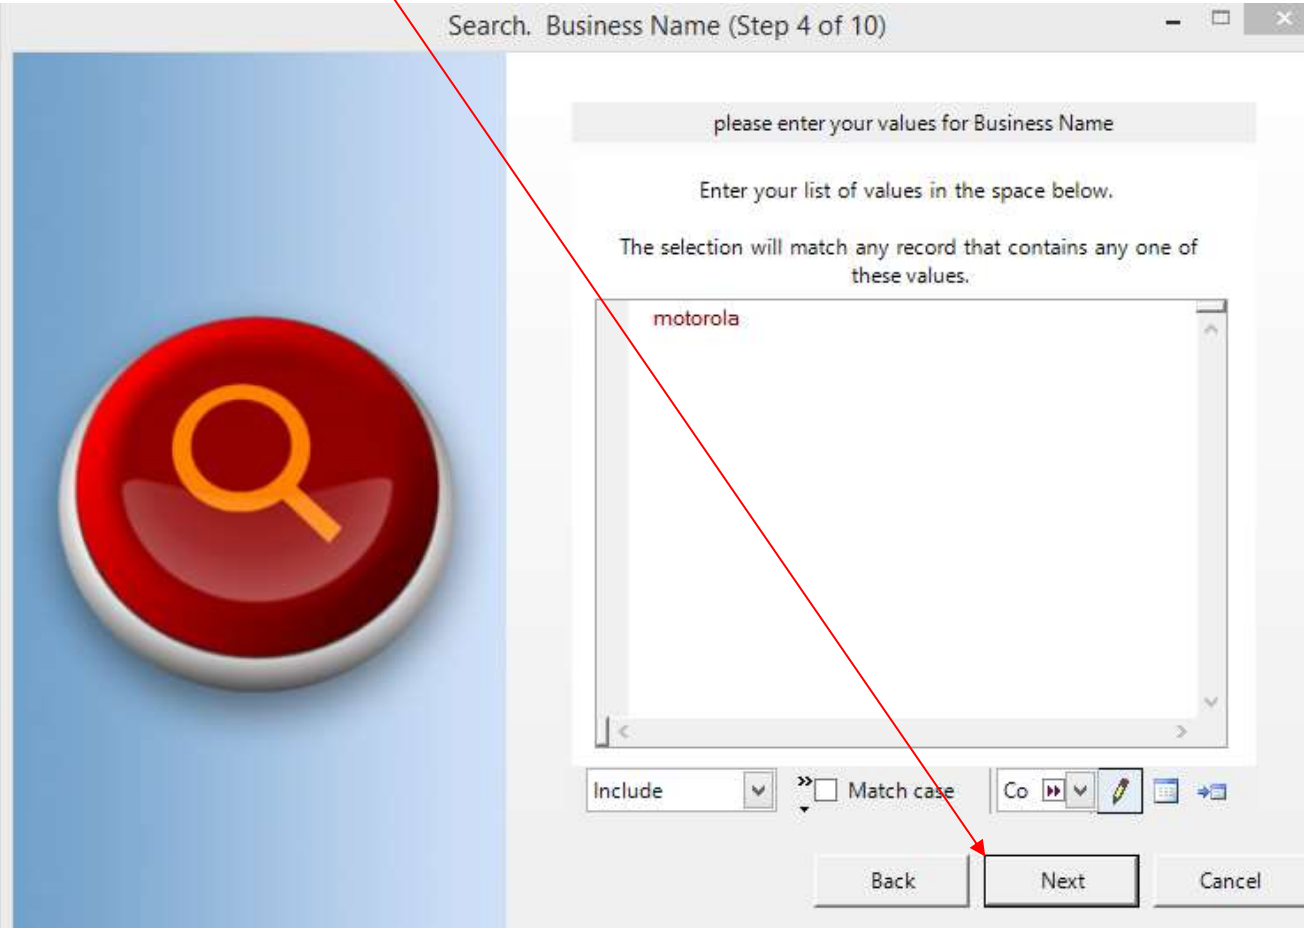 Search. Business Name (Step 4 of 10)
please enter your values for Business Name
Enter your list of values in the space below.
The selection will match any record that contains any one of
these values.
motorola
Include
Match case
Co
Back
Next
Cancel